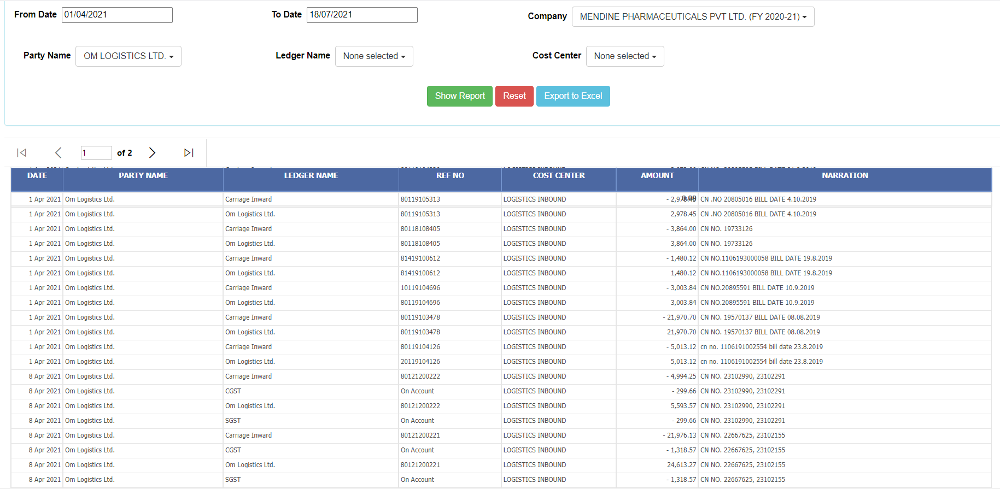 From Date 01/04/2021 To Date 18/07/2021 Company MENDINE PHARMACEUTICALS PVT LTD. (FY 2020-21)
Party Name OM LOGISTICS LTD. Ledger Name None selected Cost Center None selected
Show Report Reset Export to Excel
1 of 2
DATE PARTY NAME LEDGER NAME REF NO COST CENTER AMOUNT NARRATION
1 Apr 2021 Om Logistics Ltd. Carriage Inward 80119105313 LOGISTICS INBOUND CN .NO 20805016 BILL DATE 4.10.2019
1 Apr 2021 Om Logistics Ltd. Om Logistics Ltd. 80119105313 LOGISTICS INBOUND 2,978.45 CN .NO 20805016 BILL DATE 4.10.2019
1 Apr 2021 Om Logistics Ltd. Carriage Inward 80118108405 LOGISTICS INBOUND - 3,864.00 CN NO. 19733126
1 Apr 2021 Om Logistics Ltd. Om Logistics Ltd. 80118108405 LOGISTICS INBOUND 3,864.00 CN NO. 19733126
1 Apr 2021 Om Logistics Ltd. Carriage Inward 81419100612 LOGISTICS INBOUND - 1,480.12 CN NO.1106193000058 BILL DATE 19.8.2019
1 Apr 2021 Om Logistics Ltd. Om Logistics Ltd. 81419100612 LOGISTICS INBOUND 1,480.12 CN NO.1106193000058 BILL DATE 19.8.2019
1 Apr 2021 Om Logistics Ltd. Carriage Inward 10119104696 LOGISTICS INBOUND - 3,003.84 CN NO.20895591 BILL DATE 10.9.2019
1 Apr 2021 Om Logistics Ltd. Om Logistics Ltd. 80119104696 LOGISTICS INBOUND 3,003.84 CN NO.20895591 BILL DATE 10.9.2019
1 Apr 2021 Om Logistics Ltd. Carriage Inward 80119103478 LOGISTICS INBOUND - 21,970.70 CN NO. 19570137 BILL DATE 08.08.2019
1 Apr 2021 Om Logistics Ltd. Om Logistics Ltd. 80119103478 LOGISTICS INBOUND 21,970.70 CN NO. 19570137 BILL DATE 08.08.2019
1 Apr 2021 Om Logistics Ltd. Carriage Inward 80119104126 LOGISTICS INBOUND - 5,013.12 cn no. 1106191002554 bill date 23.8.2019
1 Apr 2021 Om Logistics Ltd. Om Logistics Ltd. 20119104126 LOGISTICS INBOUND 5,013.12 cn no. 1106191002554 bill date 23.8.2019
8 Apr 2021 Om Logistics Ltd. Carriage Inward 80121200222 LOGISTICS INBOUND - 4,994.25 CN NO. 23102990, 23102291
8 Apr 2021 Om Logistics Ltd. CGST On Account LOGISTICS INBOUND - 299.66 CN NO. 23102990, 23102291
8 Apr 2021 Om Logistics Ltd. Om Logistics Ltd. 80121200222 LOGISTICS INBOUND 5,593.57 CN NO. 23102990, 23102291
8 Apr 2021 Om Logistics Ltd. SGST On Account LOGISTICS INBOUND - 299.66 CN NO. 23102990, 23102291
8 Apr 2021 Om Logistics Ltd. Carriage Inward 80121200221 LOGISTICS INBOUND - 21,976.13 CN NO. 22667625, 23102155
8 Apr 2021 Om Logistics Ltd. CGST On Account LOGISTICS INBOUND - 1,318.57 CN NO. 22667625, 23102155
8 Apr 2021 Om Logistics Ltd. Om Logistics Ltd. 80121200221 LOGISTICS INBOUND 24,613.27 CN NO. 22667625, 23102155
8 Apr 2021 Om Logistics Ltd. SGST On Account LOGISTICS INBOUND - 1,318.57 CN NO. 22667625, 23102155